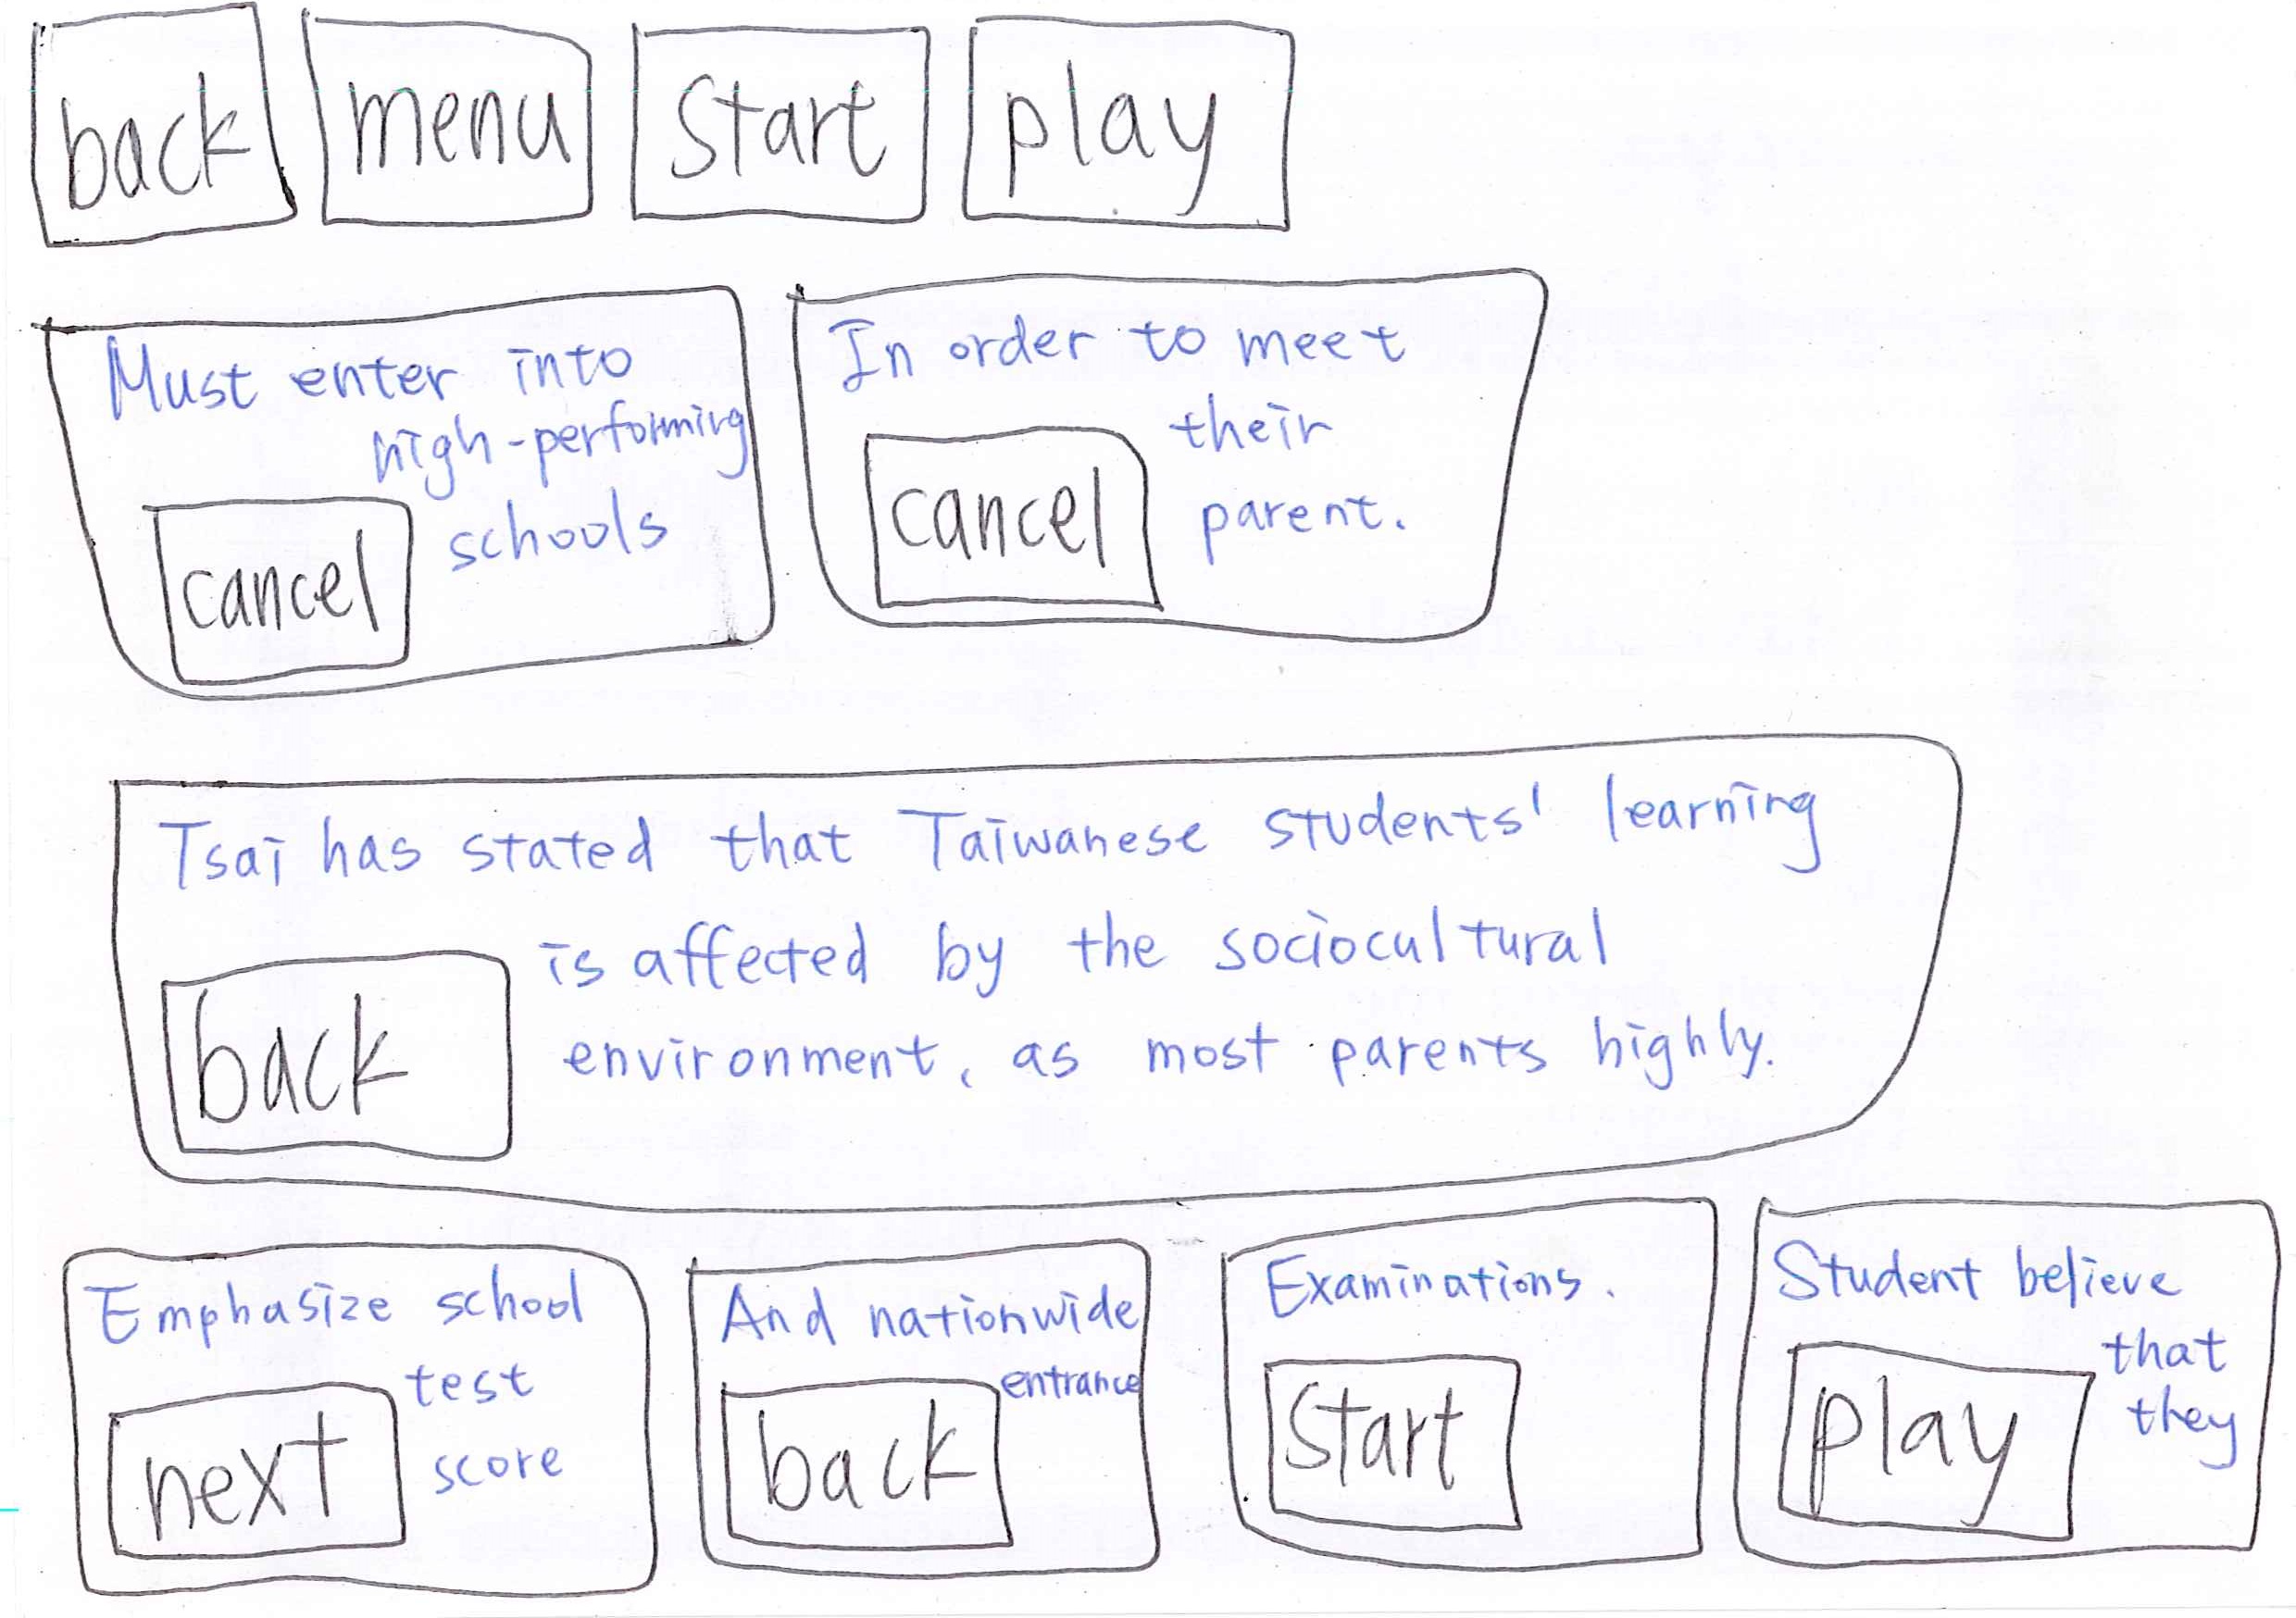 back menu start play
Must enter into
high-performing
schools
cancel
In order to meet
their
parent.
cancel
Tsai has stated that Taiwanese students' learning
is affected by the sociocultural
environment, as most parents highly.
back
Emphasize school
test
score
next
And nationwide
entrance
back
Examinations.
start
Student believe
that
they
play